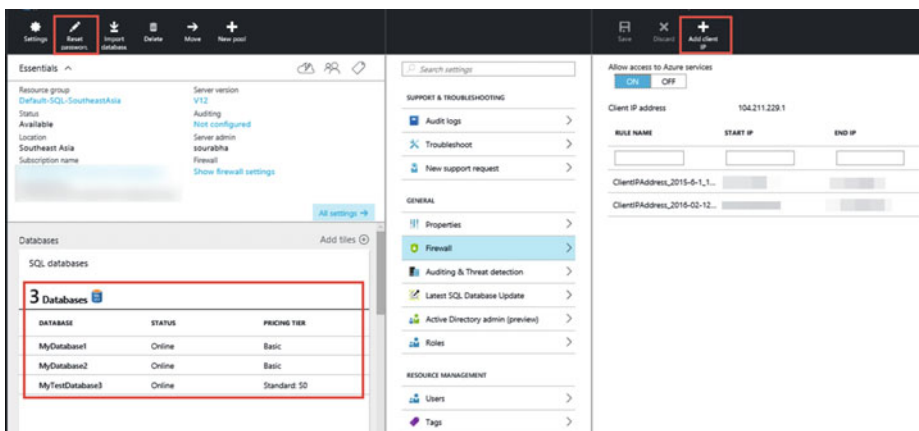 Settings
Reset password.
Import database
Delete
Move
New pool
Essentials
Resource group
Default-SQL-SoutheastAsia
Status
Available
Location
Southeast Asia
Subscription name
Server version
V12
Auditing
Not configured
Server admin
sourabha
Firewall
Show firewall settings
All settings →
Databases
Add tiles
SQL databases
3 Databases
DATABASE STATUS PRICING TIER
MyDatabase1 Online Basic
MyDatabase2 Online Basic
MyTestDatabase3 Online Standard: S0
Search settings
SUPPORT & TROUBLESHOOTING
Audit logs
Troubleshoot
New support request
GENERAL
Properties
Firewall
Auditing & Threat detection
Latest SQL Database Update
Active Directory admin (preview)
Roles
RESOURCE MANAGEMENT
Users
Tags
Save
Discard
Add client IP
Allow access to Azure services
ON OFF
Client IP address 104.211.229.1
RULE NAME START IP END IP
ClientIPAddress_2015-6-1_1...
ClientIPAddress_2016-02-12...